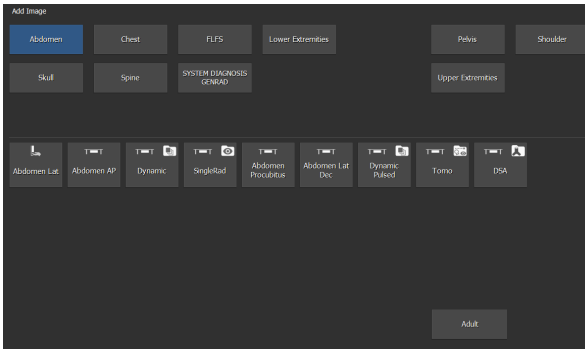 Add Image
Abdomen
Chest
FLFS
Lower Extremities
Pelvis
Shoulder
Skull
Spine
SYSTEM DIAGNOSIS
GENRAD
Upper Extremities
Abdomen Lat
Abdomen AP
Dynamic
SingleRad
Abdomen
Procubitus
Abdomen Lat
Dec
Dynamic
Pulsed
Tomo
DSA
Adult